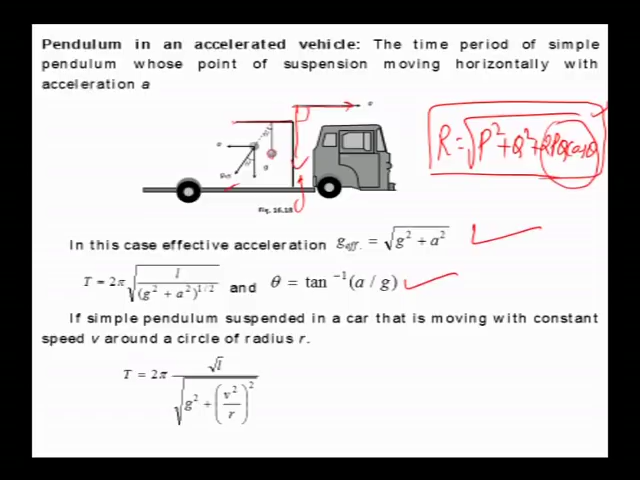 Pendulum in an accelerated vehicle: The time period of simple
pendulum whose point of suspension moving horizontally with
acceleration a
a
R = √P² + Q² + 2PQ cos θ
θ
g
g
Fig. 16.18
In this case effective acceleration g_eff. = √g² + a²
T = 2π √l / (g² + a²)^1/2 and θ = tan⁻¹(a / g)
If simple pendulum suspended in a car that is moving with constant
speed v around a circle of radius r.
T = 2π √l / √g² + (v²/r)²